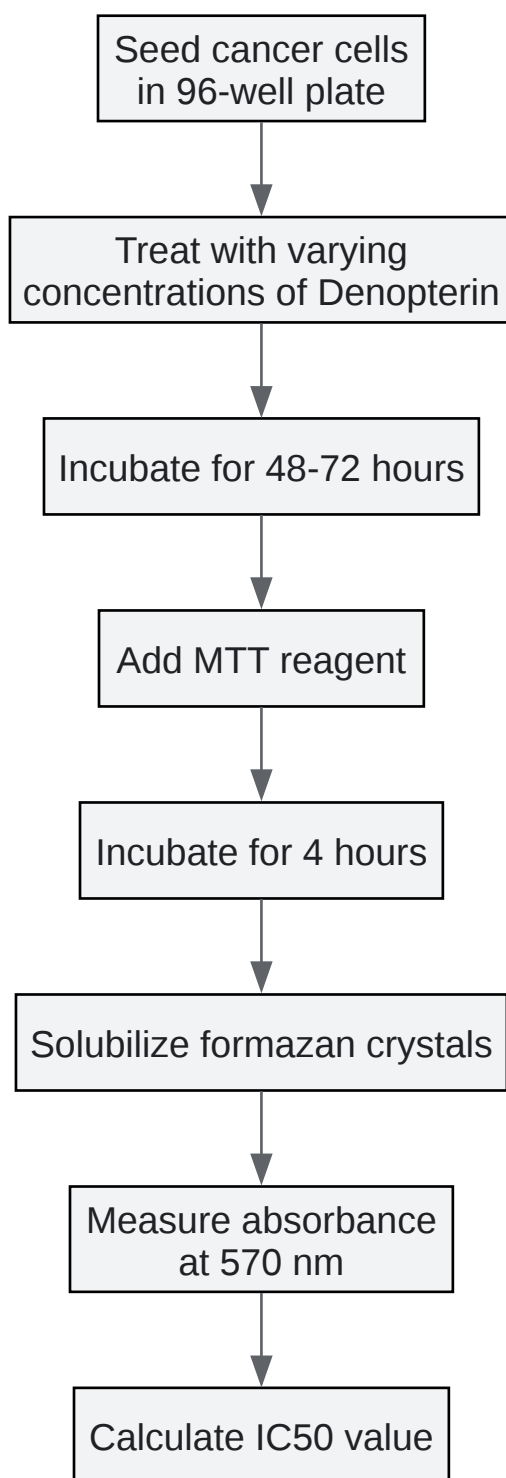 Seed cancer cells
in 96-well plate
Treat with varying
concentrations of Denopterin
Incubate for 48-72 hours
Add MTT reagent
Incubate for 4 hours
Solubilize formazan crystals
Measure absorbance
at 570 nm
Calculate IC50 value